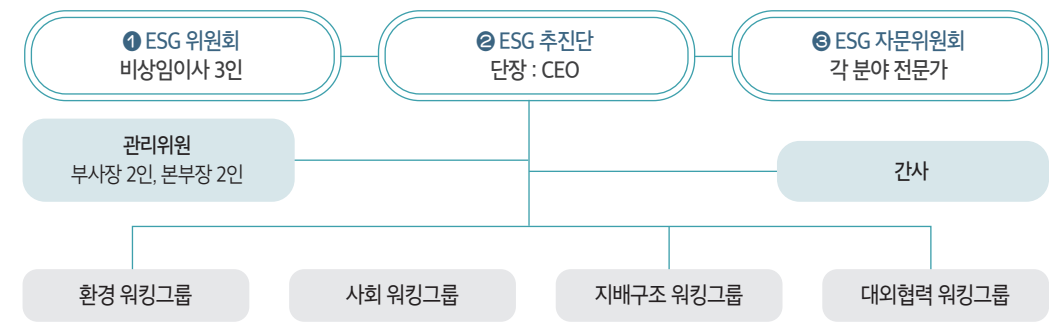 ❶ ESG 위원회
비상임이사 3인
❷ ESG 추진단
단장 : CEO
❸ ESG 자문위원회
각 분야 전문가
관리위원
부사장 2인, 본부장 2인
간사
환경 워킹그룹
사회 워킹그룹
지배구조 워킹그룹
대외협력 워킹그룹